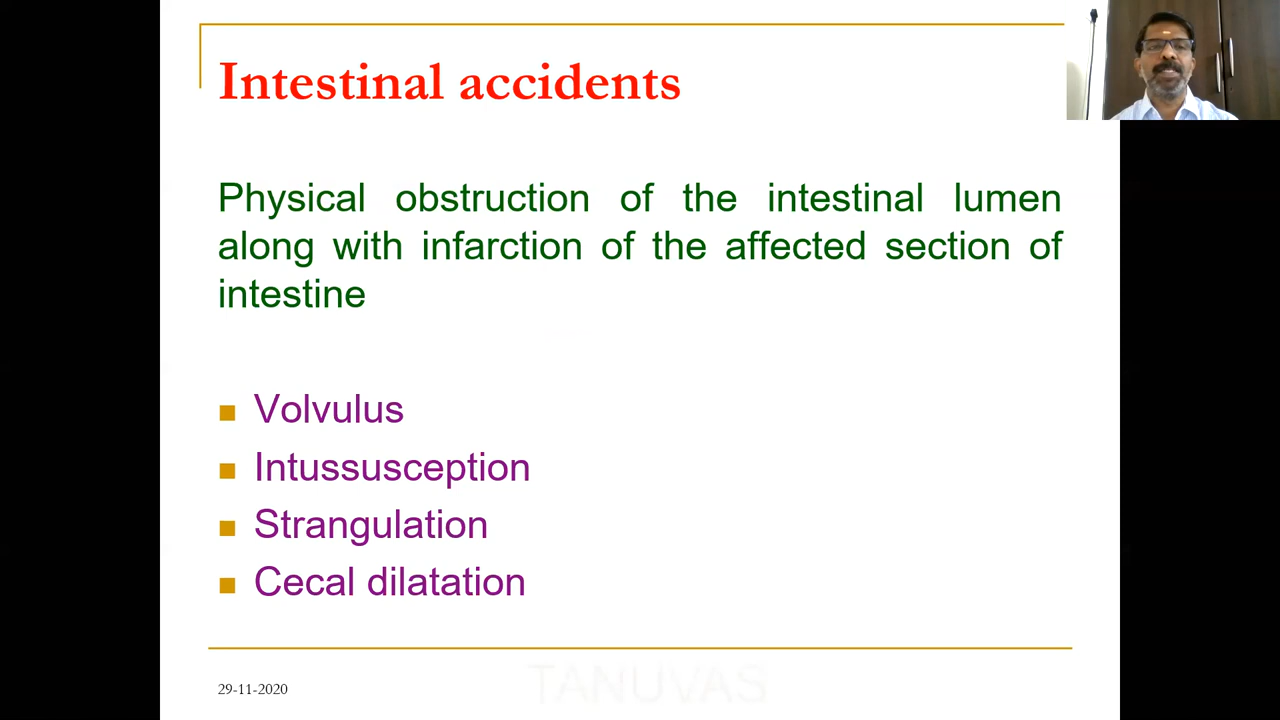 Intestinal accidents
Physical obstruction of the intestinal lumen
along with infarction of the affected section of
intestine
Volvulus
Intussusception
Strangulation
Cecal dilatation
29-11-2020
TANUVAS